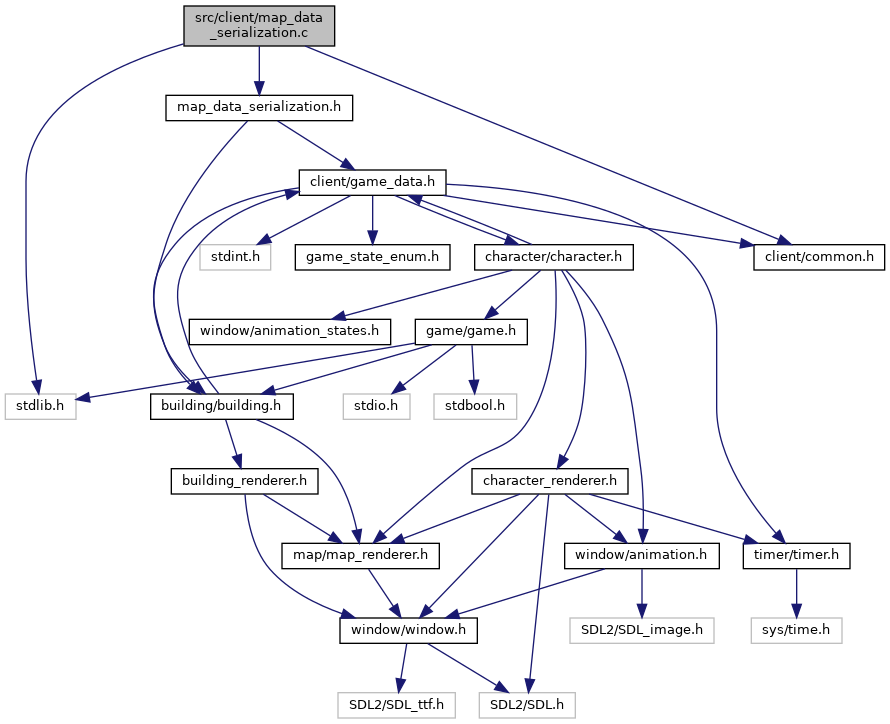 src/client/map_data
_serialization.c
map_data_serialization.h
client/game_data.h
stdint.h
game_state_enum.h
character/character.h
client/common.h
window/animation_states.h
game/game.h
stdlib.h
building/building.h
stdio.h
stdbool.h
building_renderer.h
character_renderer.h
map/map_renderer.h
window/animation.h
timer/timer.h
window/window.h
SDL2/SDL_image.h
sys/time.h
SDL2/SDL_ttf.h
SDL2/SDL.h